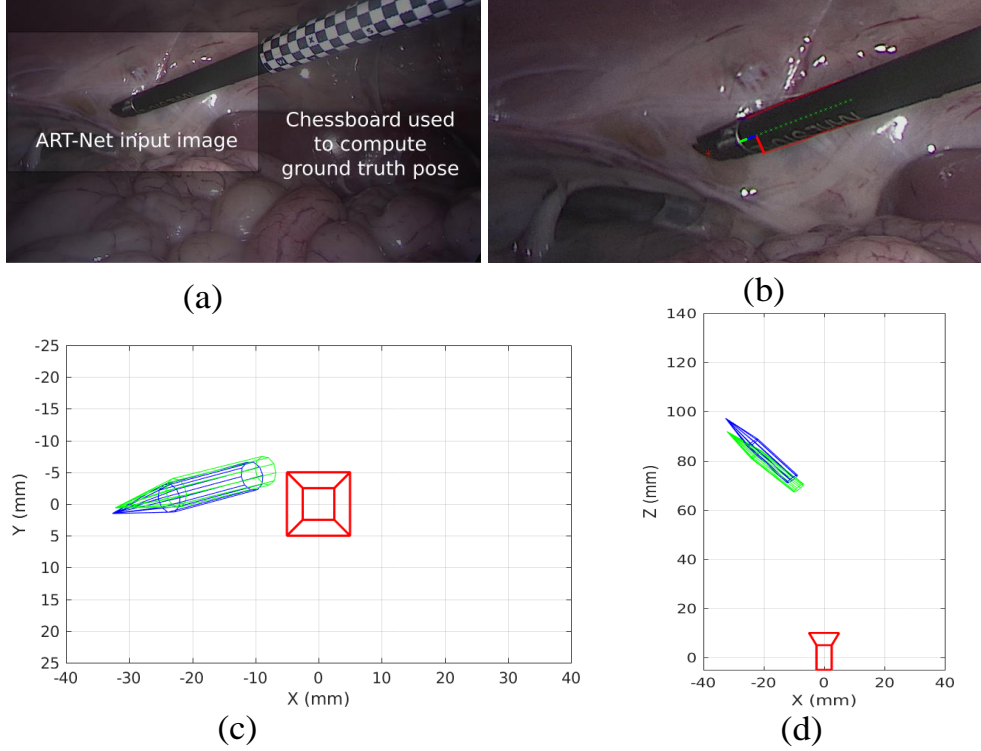 ART-Net input image
Chessboard used
to compute
ground truth pose
(a)
(b)
-25
-20
-15
-10
-5
0
5
10
15
20
25
-40
-30
-20
-10
0
10
20
30
40
Y (mm)
X (mm)
(c)
140
120
100
80
60
40
20
0
-40
-20
0
20
40
Z (mm)
X (mm)
(d)